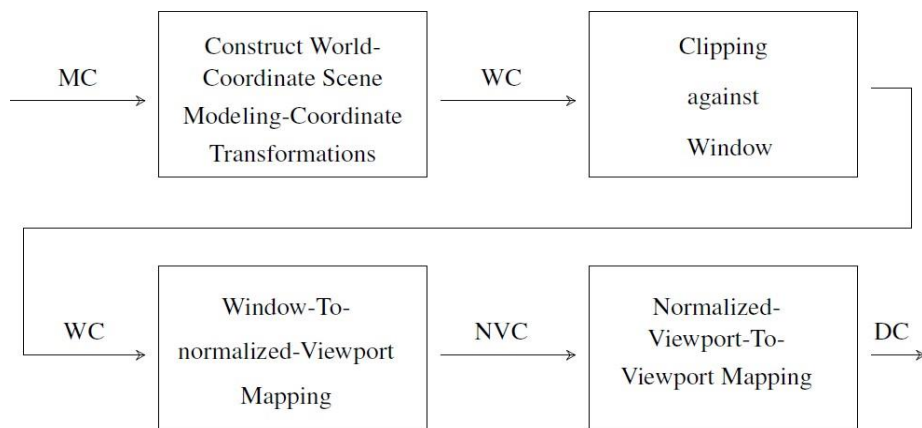 MC
Construct World-
Coordinate Scene
Modeling-Coordinate
Transformations
WC
Clipping
against
Window
WC
Window-To-
normalized-Viewport
Mapping
NVC
Normalized-
Viewport-To-
Viewport Mapping
DC